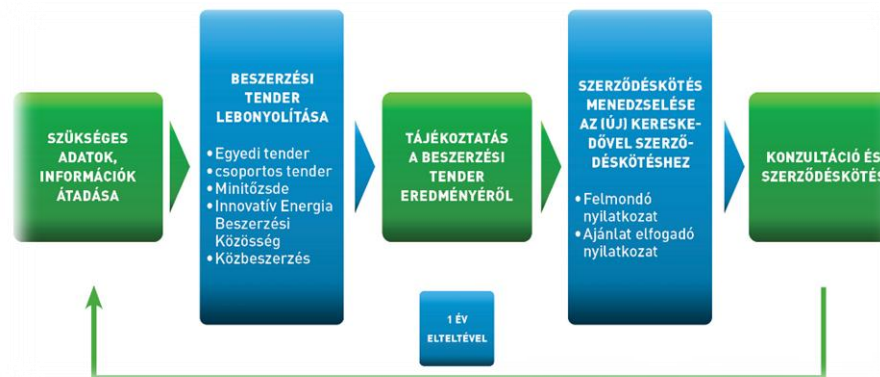 SZÜKSÉGES
ADATOK,
INFORMÁCIÓK
ÁTADÁSA
BESZERZÉSI
TENDER
LEBONYOLÍTÁSA
• Egyedi tender
• csoportos tender
• Minitőzsde
• Innovatív Energia
Beszerzési
Közösség
• Közbeszerzés
TÁJÉKOZTATÁS
A BESZERZÉSI
TENDER
EREDMÉNYÉRŐL
SZERZŐDÉSKÖTÉS
MENEDZSELÉSE
AZ (ÚJ) KERESKE-
DŐVEL SZERZŐ-
DÉSKÖTÉSHEZ
• Felmondó
nyilatkozat
• Ajánlat elfogadó
nyilatkozat
KONZULTÁCIÓ ÉS
SZERZŐDÉSKÖTÉS
1 ÉV
ELTELTÉVEL